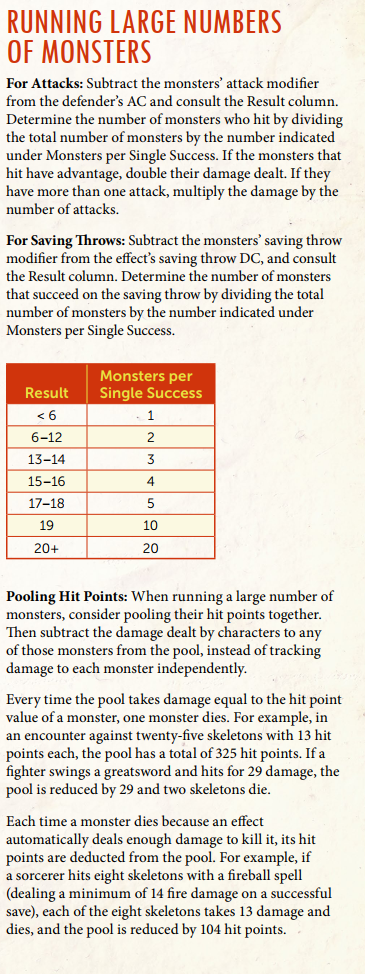 RUNNING LARGE NUMBERS
OF MONSTERS
For Attacks: Subtract the monsters’ attack modifier
from the defender’s AC and consult the Result column.
Determine the number of monsters who hit by dividing
the total number of monsters by the number indicated
under Monsters per Single Success. If the monsters that
hit have advantage, double their damage dealt. If they
have more than one attack, multiply the damage by the
number of attacks.
For Saving Throws: Subtract the monsters’ saving throw
modifier from the effect’s saving throw DC, and consult
the Result column. Determine the number of monsters
that succeed on the saving throw by dividing the total
number of monsters by the number indicated under
Monsters per Single Success.
Result Monsters per
Single Success
< 6 1
6–12 2
13–14 3
15–16 4
17–18 5
19 10
20+ 20
Pooling Hit Points: When running a large number of
monsters, consider pooling their hit points together.
Then subtract the damage dealt by characters to any
of those monsters from the pool, instead of tracking
damage to each monster independently.
Every time the pool takes damage equal to the hit point
value of a monster, one monster dies. For example, in
an encounter against twenty-five skeletons with 13 hit
points each, the pool has a total of 325 hit points. If a
fighter swings a greatsword and hits for 29 damage, the
pool is reduced by 29 and two skeletons die.
Each time a monster dies because an effect
automatically deals enough damage to kill it, its hit
points are deducted from the pool. For example, if
a sorcerer hits eight skeletons with a fireball spell
(dealing a minimum of 14 fire damage on a successful
save), each of the eight skeletons takes 13 damage and
dies, and the pool is reduced by 104 hit points.